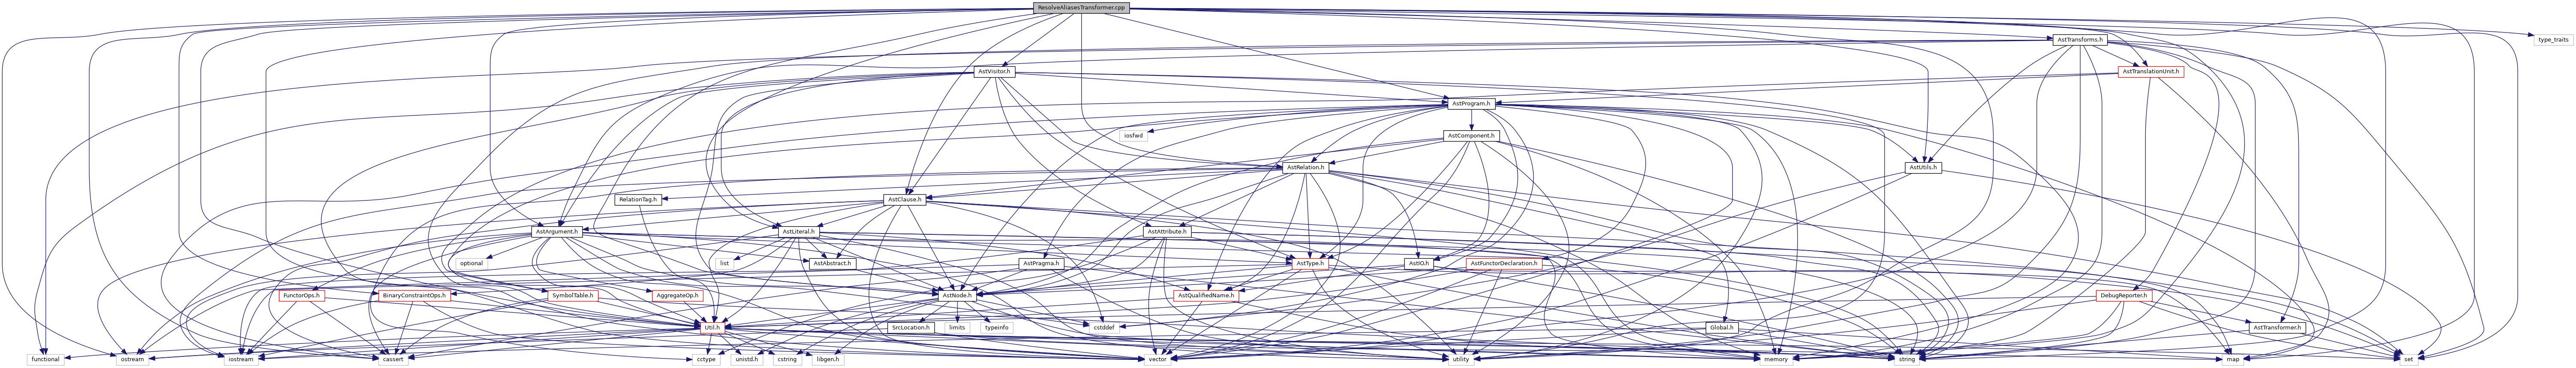 ResolveAliasesTransformer.cpp
AstTransforms.h
type_traits
AstVisitor.h
AstTranslationUnit.h
AstProgram.h
iosfwd
AstComponent.h
AstRelation.h
AstUtils.h
RelationTag.h
AstClause.h
AstArgument.h
AstLiteral.h
AstAttribute.h
optional
list
AstAbstract.h
AstPragma.h
AstType.h
AstIO.h
AstFunctorDeclaration.h
FunctorOps.h
BinaryConstraintOps.h
SymbolTable.h
AggregateOp.h
AstNode.h
AstQualifiedName.h
DebugReporter.h
Util.h
SrcLocation.h
limits
typeinfo
cstddef
Global.h
AstTransformer.h
functional
ostream
iostream
cassert
cctype
unistd.h
cstring
libgen.h
vector
utility
memory
string
map
set